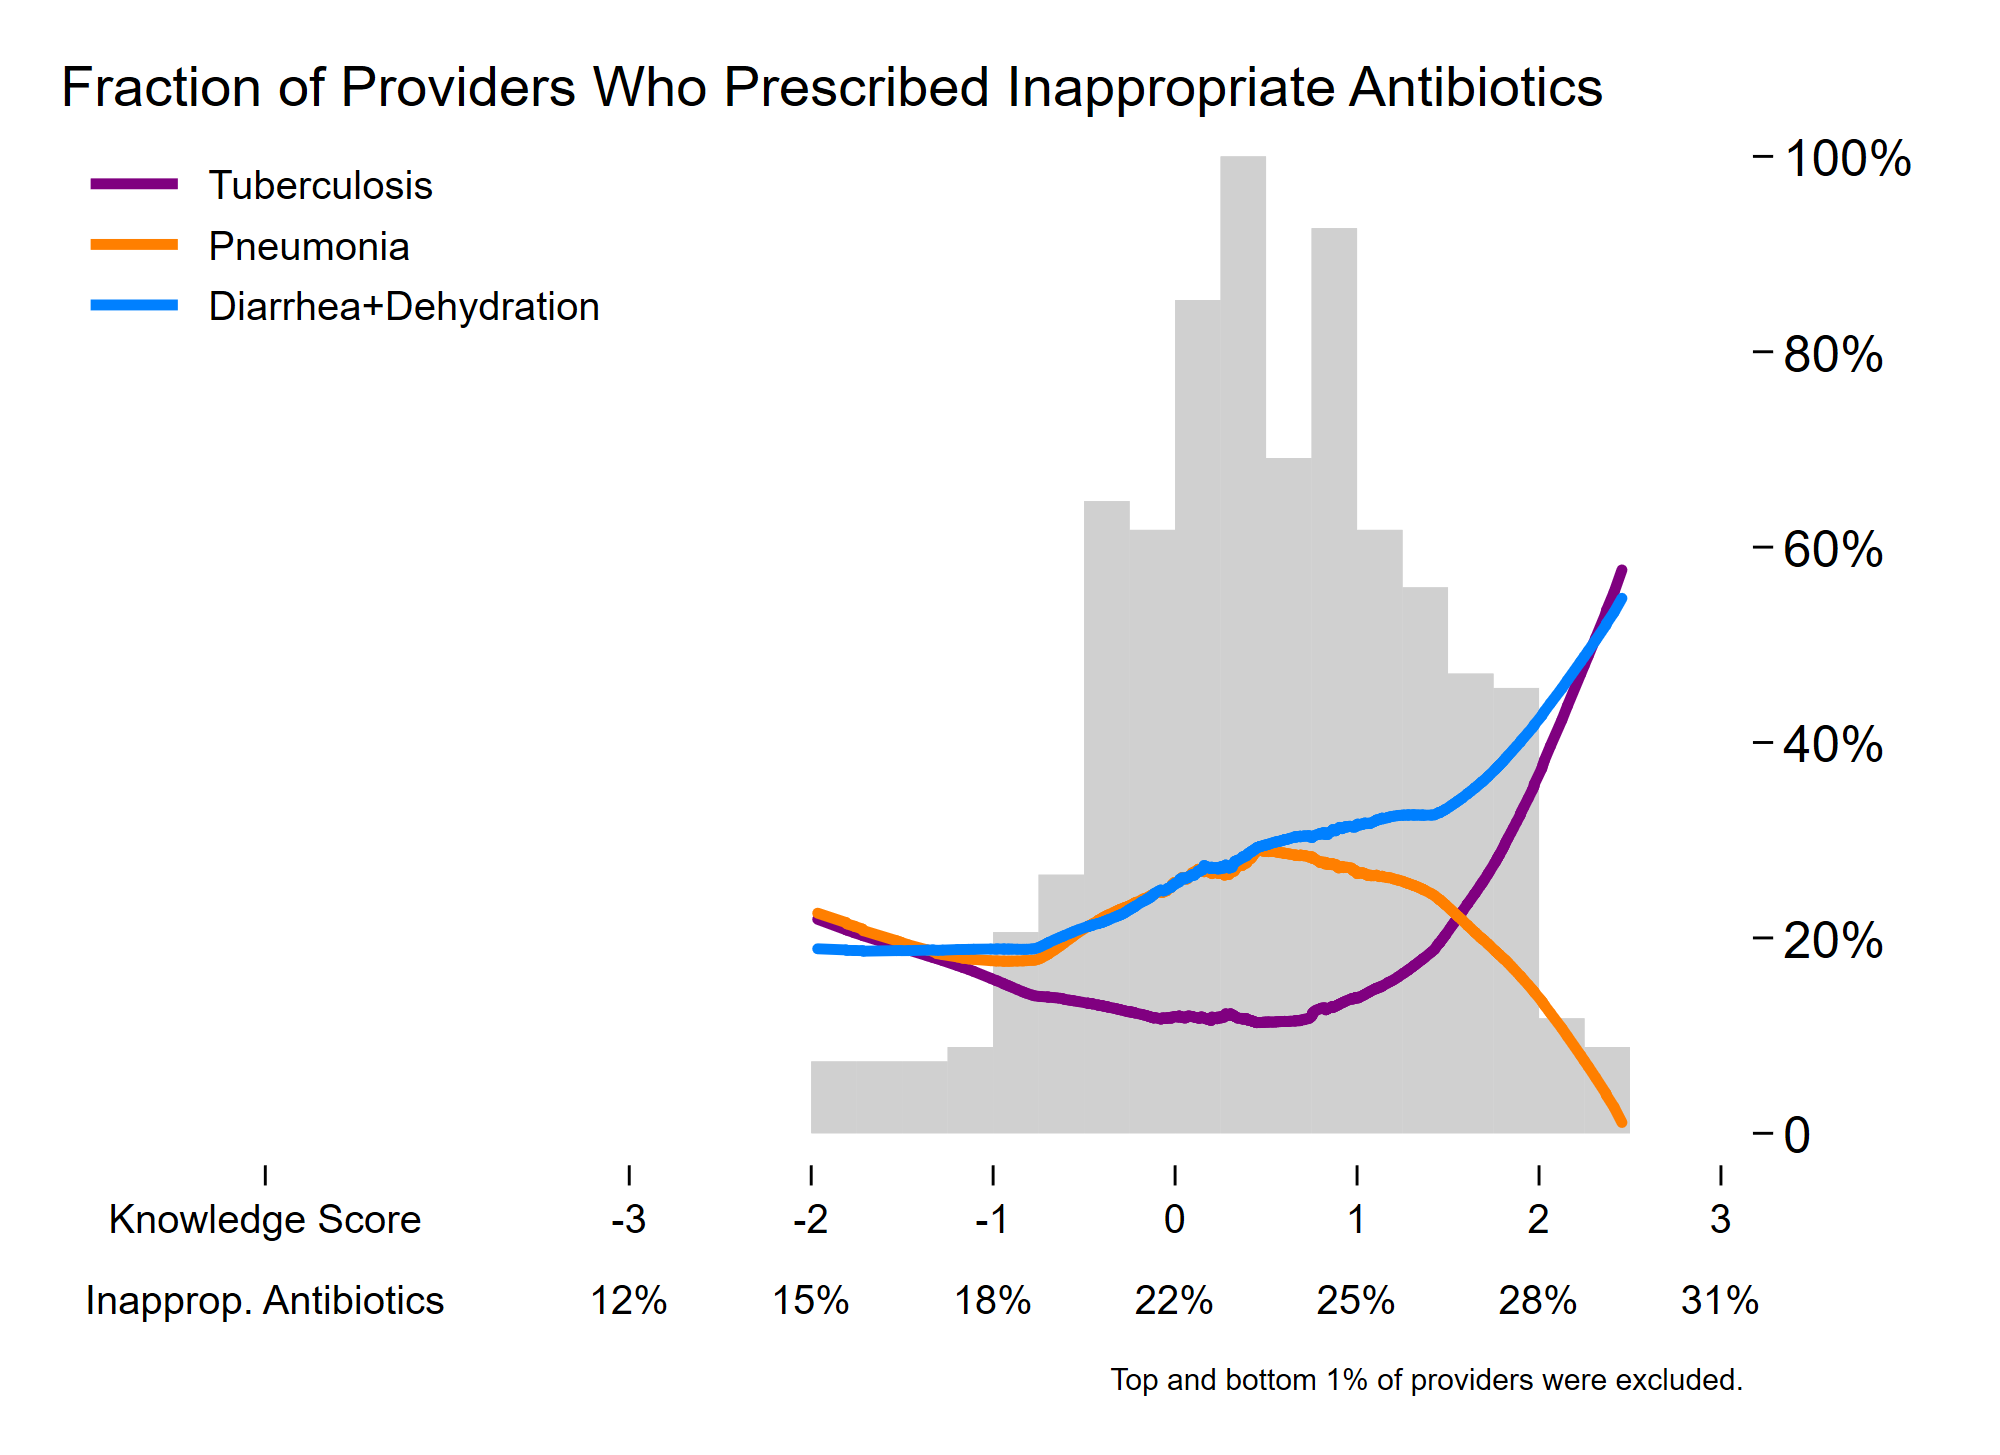 Fraction of Providers Who Prescribed Inappropriate Antibiotics
Tuberculosis
Pneumonia
Diarrhea+Dehydration
100%
80%
60%
40%
20%
0
Knowledge Score -3 -2 -1 0 1 2 3
Inapprop. Antibiotics 12% 15% 18% 22% 25% 28% 31%
Top and bottom 1% of providers were excluded.